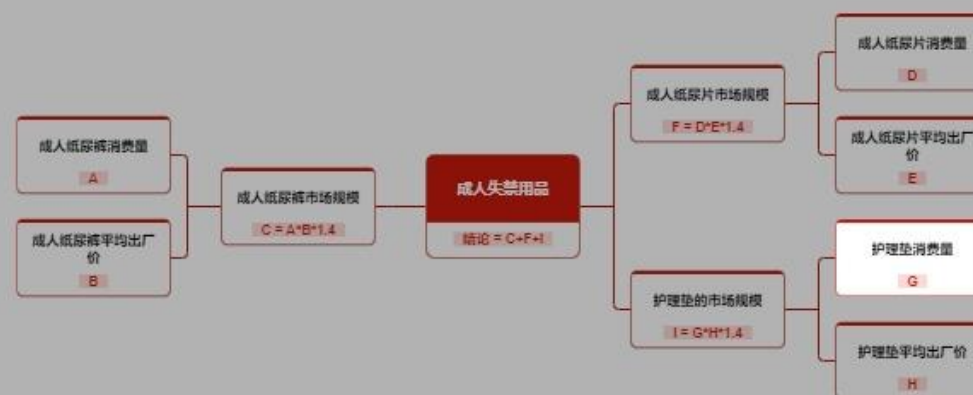 成人纸尿裤消费量
A
成人纸尿裤平均出厂
价
B
成人纸尿裤市场规模
C = A*B*1.4
成人失禁用品
结论 = C+F+I
成人纸尿片市场规模
F = D*E*1.4
成人纸尿片消费量
D
成人纸尿片平均出厂
价
E
护理垫的市场规模
I = G*H*1.4
护理垫消费量
G
护理垫平均出厂价
H